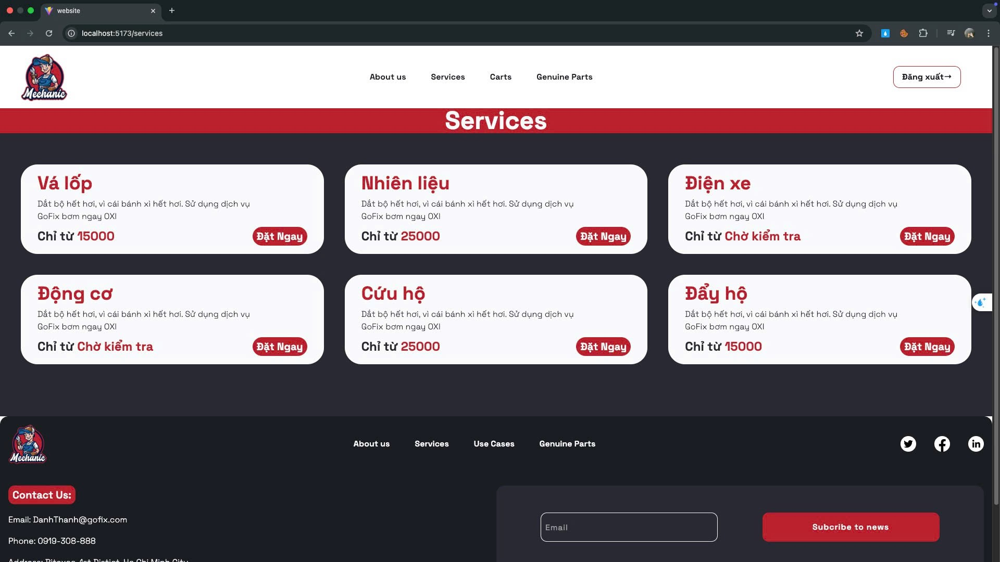 website
localhost:5173/services
Mechanic
About us
Services
Carts
Genuine Parts
Đăng xuất→
Services
Vá lốp
Dắt bộ hết hơi, vì cái bánh xì hết hơi. Sử dụng dịch vụ
GoFix bơm ngay OXI
Chỉ từ 15000
Đặt Ngay
Nhiên liệu
Dắt bộ hết hơi, vì cái bánh xì hết hơi. Sử dụng dịch vụ
GoFix bơm ngay OXI
Chỉ từ 25000
Đặt Ngay
Điện xe
Dắt bộ hết hơi, vì cái bánh xì hết hơi. Sử dụng dịch vụ
GoFix bơm ngay OXI
Chỉ từ Chờ kiểm tra
Đặt Ngay
Động cơ
Dắt bộ hết hơi, vì cái bánh xì hết hơi. Sử dụng dịch vụ
GoFix bơm ngay OXI
Chỉ từ Chờ kiểm tra
Đặt Ngay
Cứu hộ
Dắt bộ hết hơi, vì cái bánh xì hết hơi. Sử dụng dịch vụ
GoFix bơm ngay OXI
Chỉ từ 25000
Đặt Ngay
Đẩy hộ
Dắt bộ hết hơi, vì cái bánh xì hết hơi. Sử dụng dịch vụ
GoFix bơm ngay OXI
Chỉ từ 15000
Đặt Ngay
Mechanic
About us
Services
Use Cases
Genuine Parts
Contact Us:
Email: DanhThanh@gofix.com
Phone: 0919-308-888
Email
Subcribe to news